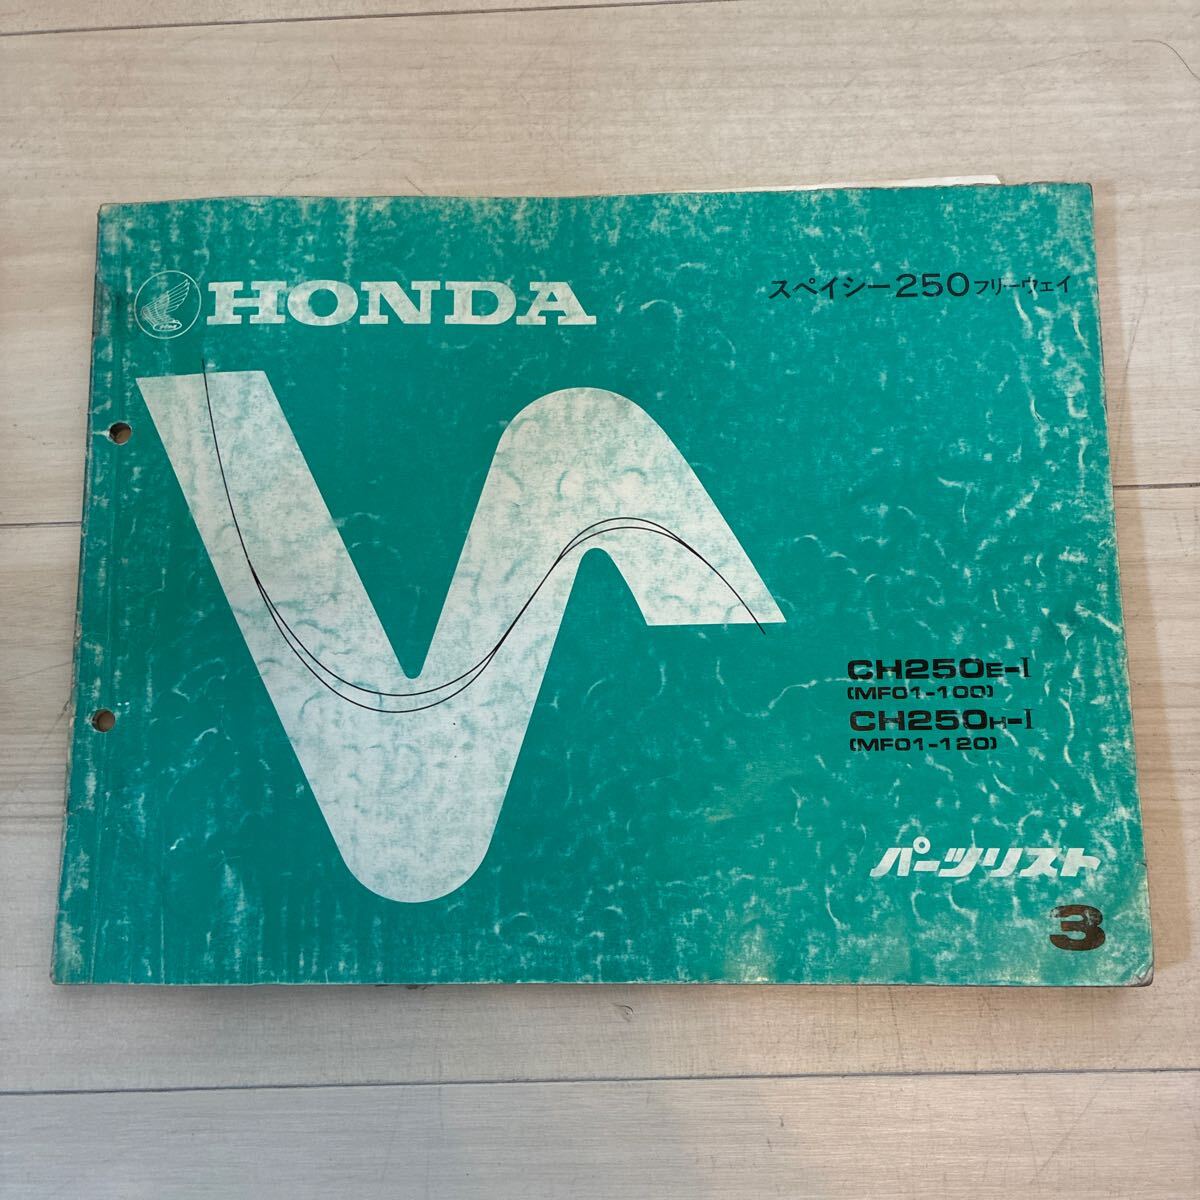 HONDA
スペイシー250フリーウェイ
CH250E-I
(MF01-100)
CH250H-I
(MF01-120)
パーツリスト
3